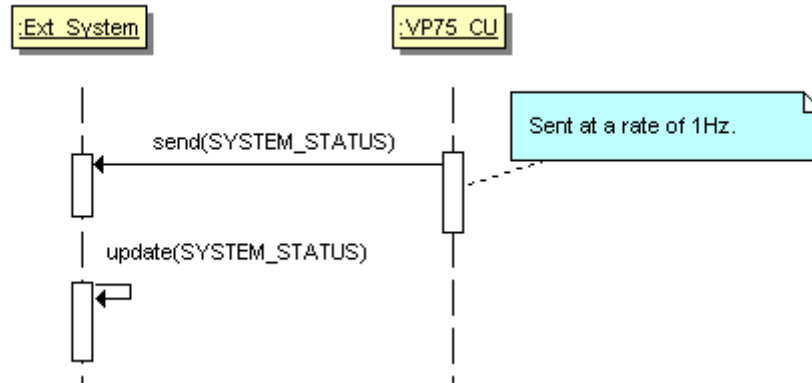 :Ext_System
:VP75_CU
Sent at a rate of 1Hz.
send(SYSTEM_STATUS)
update(SYSTEM_STATUS)